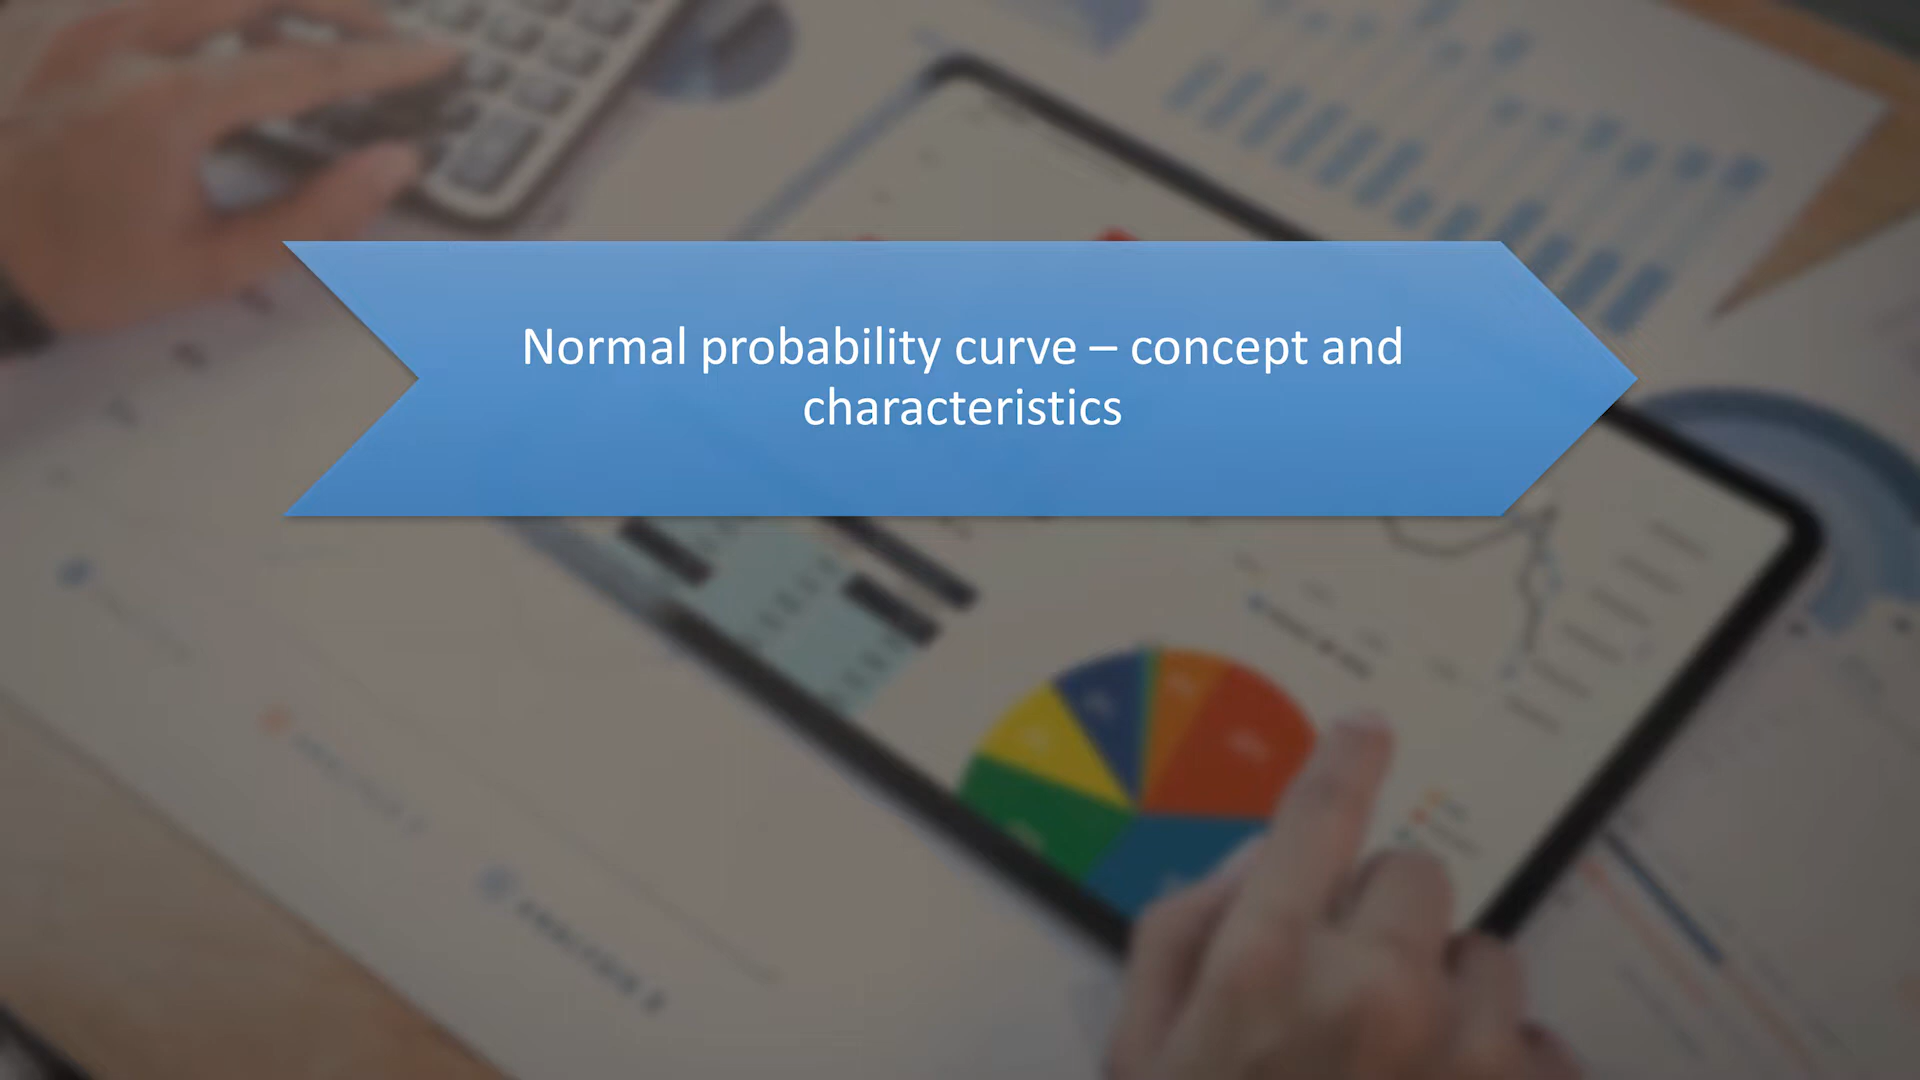 Normal probability curve – concept and
characteristics